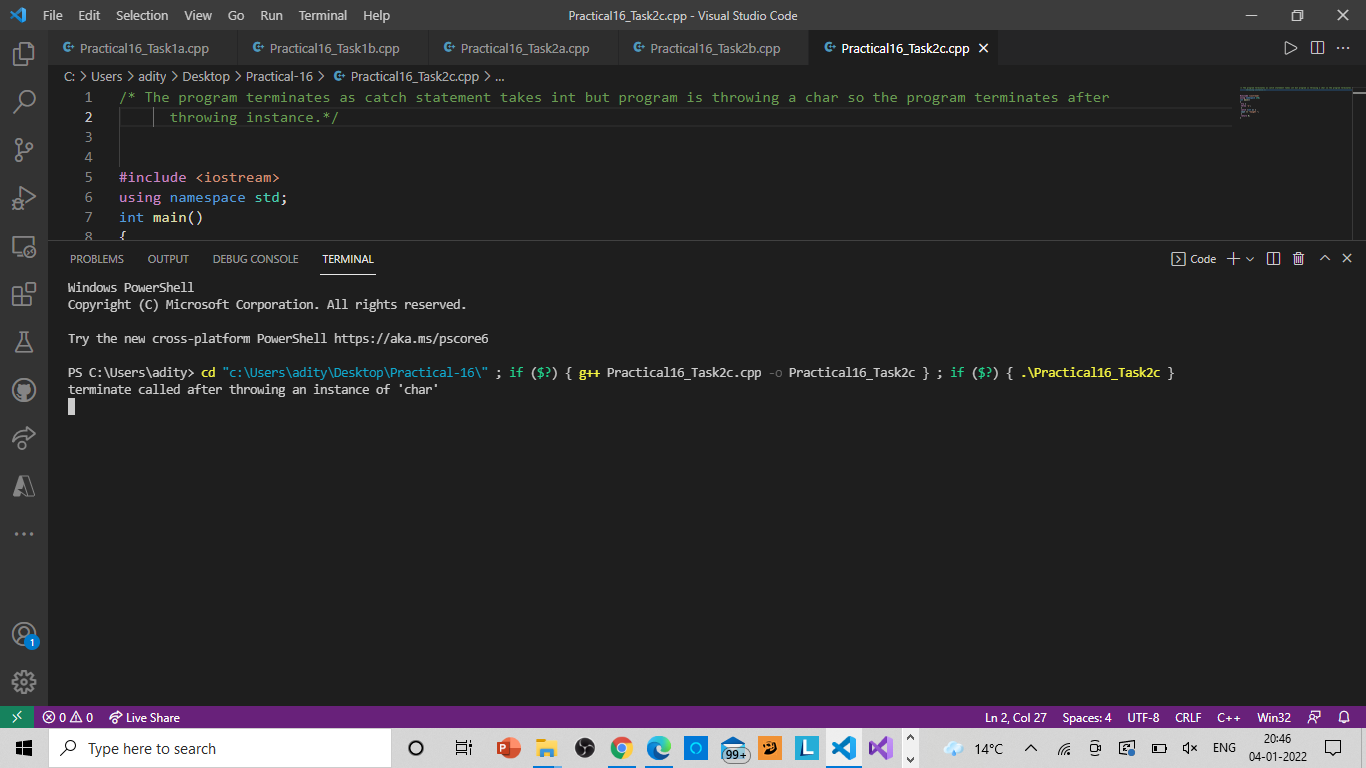 File Edit Selection View Go Run Terminal Help Practical16_Task2c.cpp - Visual Studio Code
Practical16_Task1a.cpp Practical16_Task1b.cpp Practical16_Task2a.cpp Practical16_Task2b.cpp Practical16_Task2c.cpp
C: > Users > adity > Desktop > Practical-16 > Practical16_Task2c.cpp > ...
1 /* The program terminates as catch statement takes int but program is throwing a char so the program terminates after
2 throwing instance.*/
3
4
5 #include <iostream>
6 using namespace std;
7 int main()
8 {
PROBLEMS OUTPUT DEBUG CONSOLE TERMINAL Code
Windows PowerShell
Copyright (C) Microsoft Corporation. All rights reserved.
Try the new cross-platform PowerShell https://aka.ms/pscore6
PS C:\Users\adity> cd "c:\Users\adity\Desktop\Practical-16\" ; if ($?) { g++ Practical16_Task2c.cpp -o Practical16_Task2c } ; if ($?) { .\Practical16_Task2c }
terminate called after throwing an instance of 'char'
1
0 0 Live Share Ln 2, Col 27 Spaces: 4 UTF-8 CRLF C++ Win32
Type here to search 99+ 14°C ENG 20:46
04-01-2022